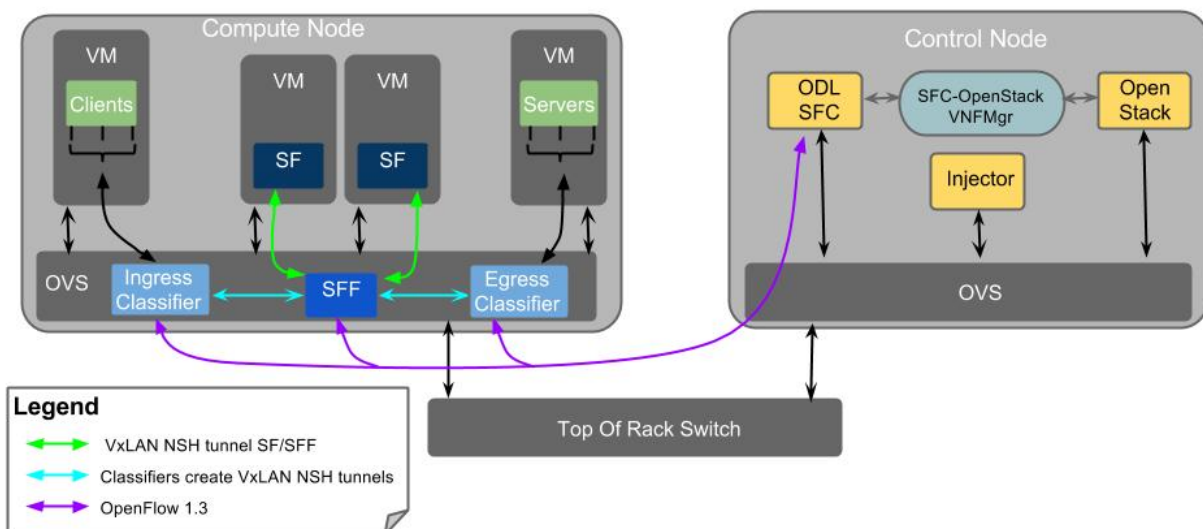 Compute Node
VM
Clients
VM
SF
VM
SF
VM
Servers
OVS
Ingress
Classifier
SFF
Egress
Classifier
Control Node
ODL
SFC
SFC-OpenStack
VNFMgr
Open
Stack
Injector
OVS
Top Of Rack Switch
Legend
VxLAN NSH tunnel SF/SFF
Classifiers create VxLAN NSH tunnels
OpenFlow 1.3